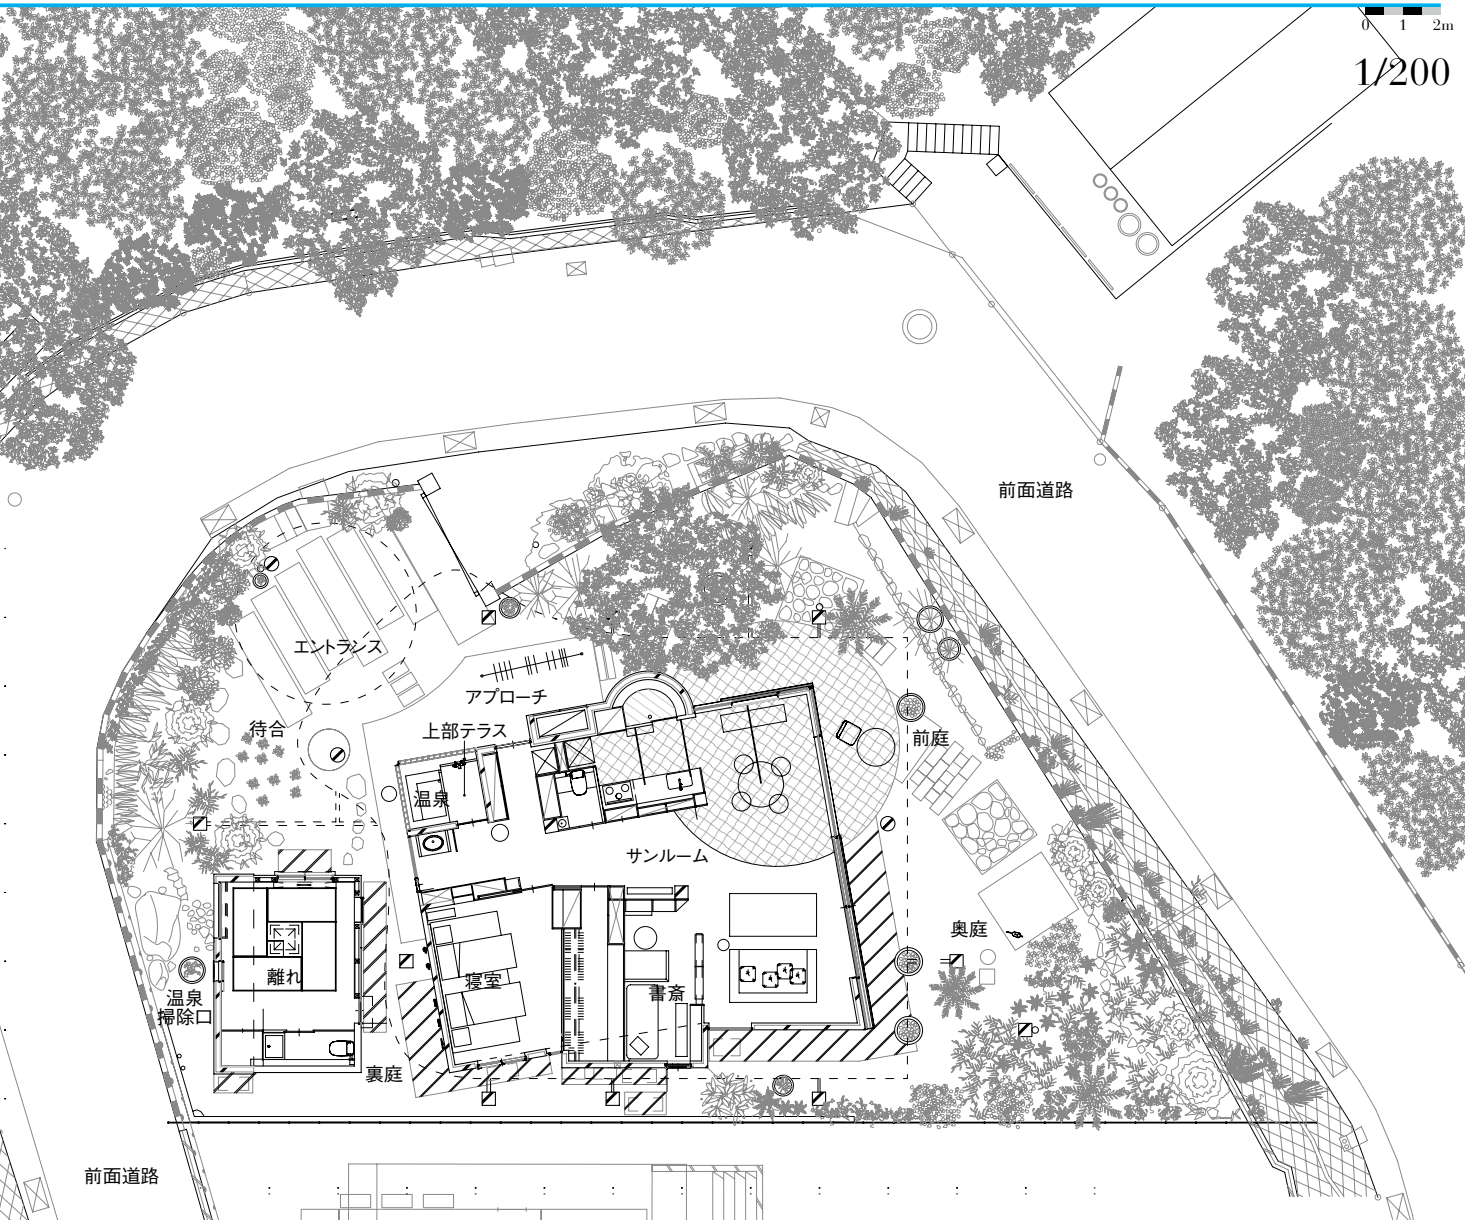 0 1 2m
1/200
前面道路
エントランス
アプローチ
待合
上部テラス
前庭
温泉
サンルーム
奥庭
離れ
寝室
書斎
温泉
掃除口
裏庭
前面道路